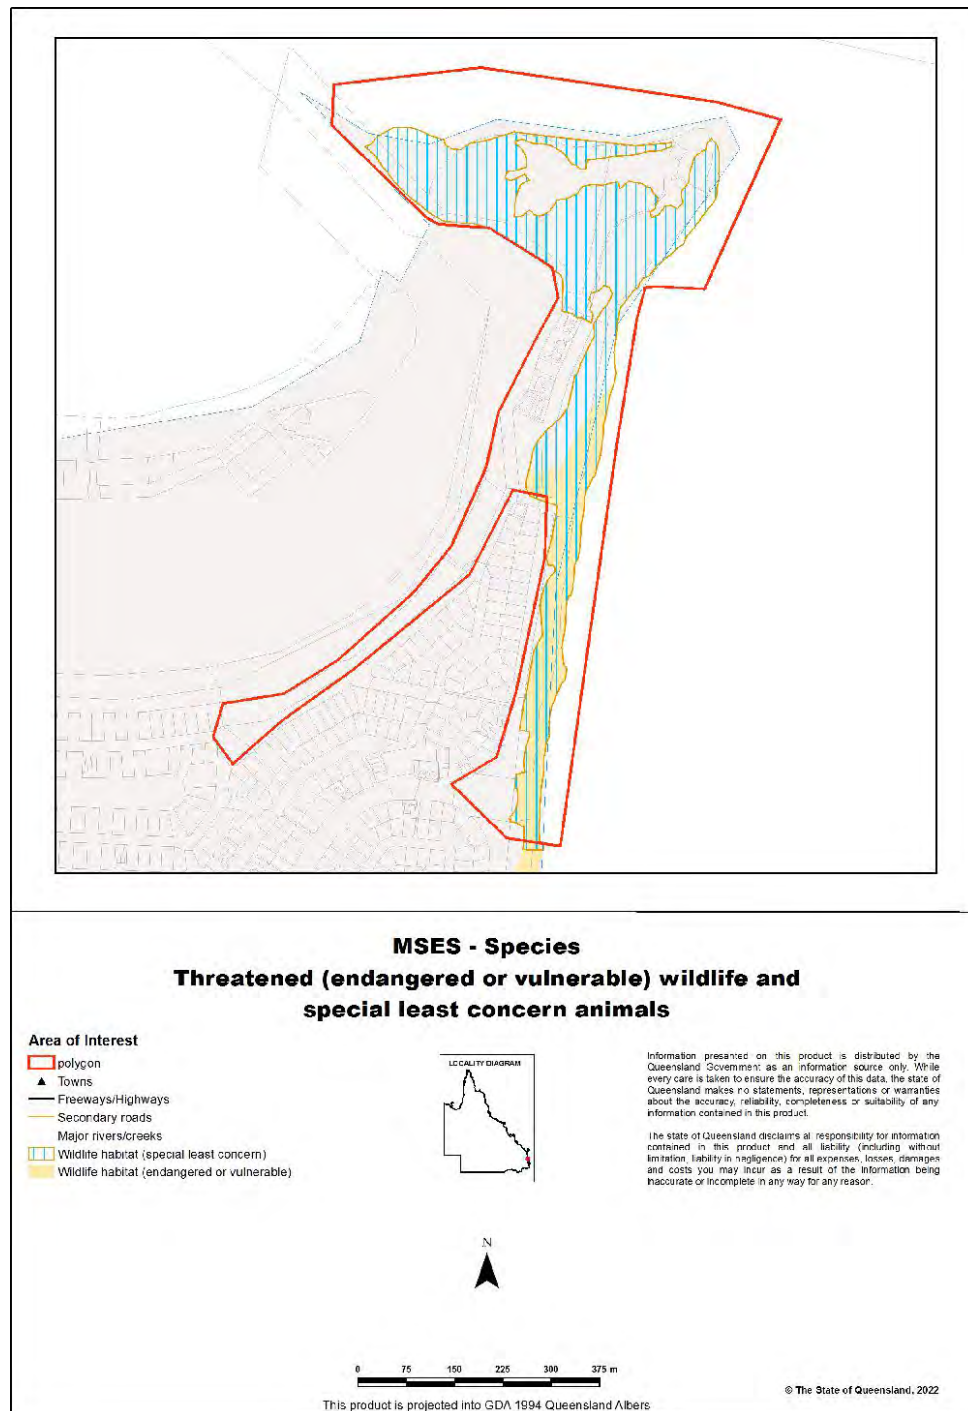 MSES - Species
Threatened (endangered or vulnerable) wildlife and
special least concern animals
Area of Interest
polygon
Towns
Freeways/Highways
Secondary roads
Major rivers/creeks
Wildlife habitat (special least concern)
Wildlife habitat (endangered or vulnerable)
LOCALITY DIAGRAM
Information presented on this product is distributed by the
Queensland Government as an information source only. While
every care is taken to ensure the accuracy of this data, the state of
Queensland makes no statements, representations or warranties
about the accuracy, reliability, completeness or suitability of any
information contained in this product.
The state of Queensland disclaims all responsibility for information
contained in this product and all liability (including without
limitation, liability in negligence) for all expenses, losses, damages
and costs you may incur as a result of the information being
inaccurate or incomplete in any way for any reason.
N
0 75 150 225 300 375 m
This product is projected into GDA 1994 Queensland Albers
© The State of Queensland, 2022